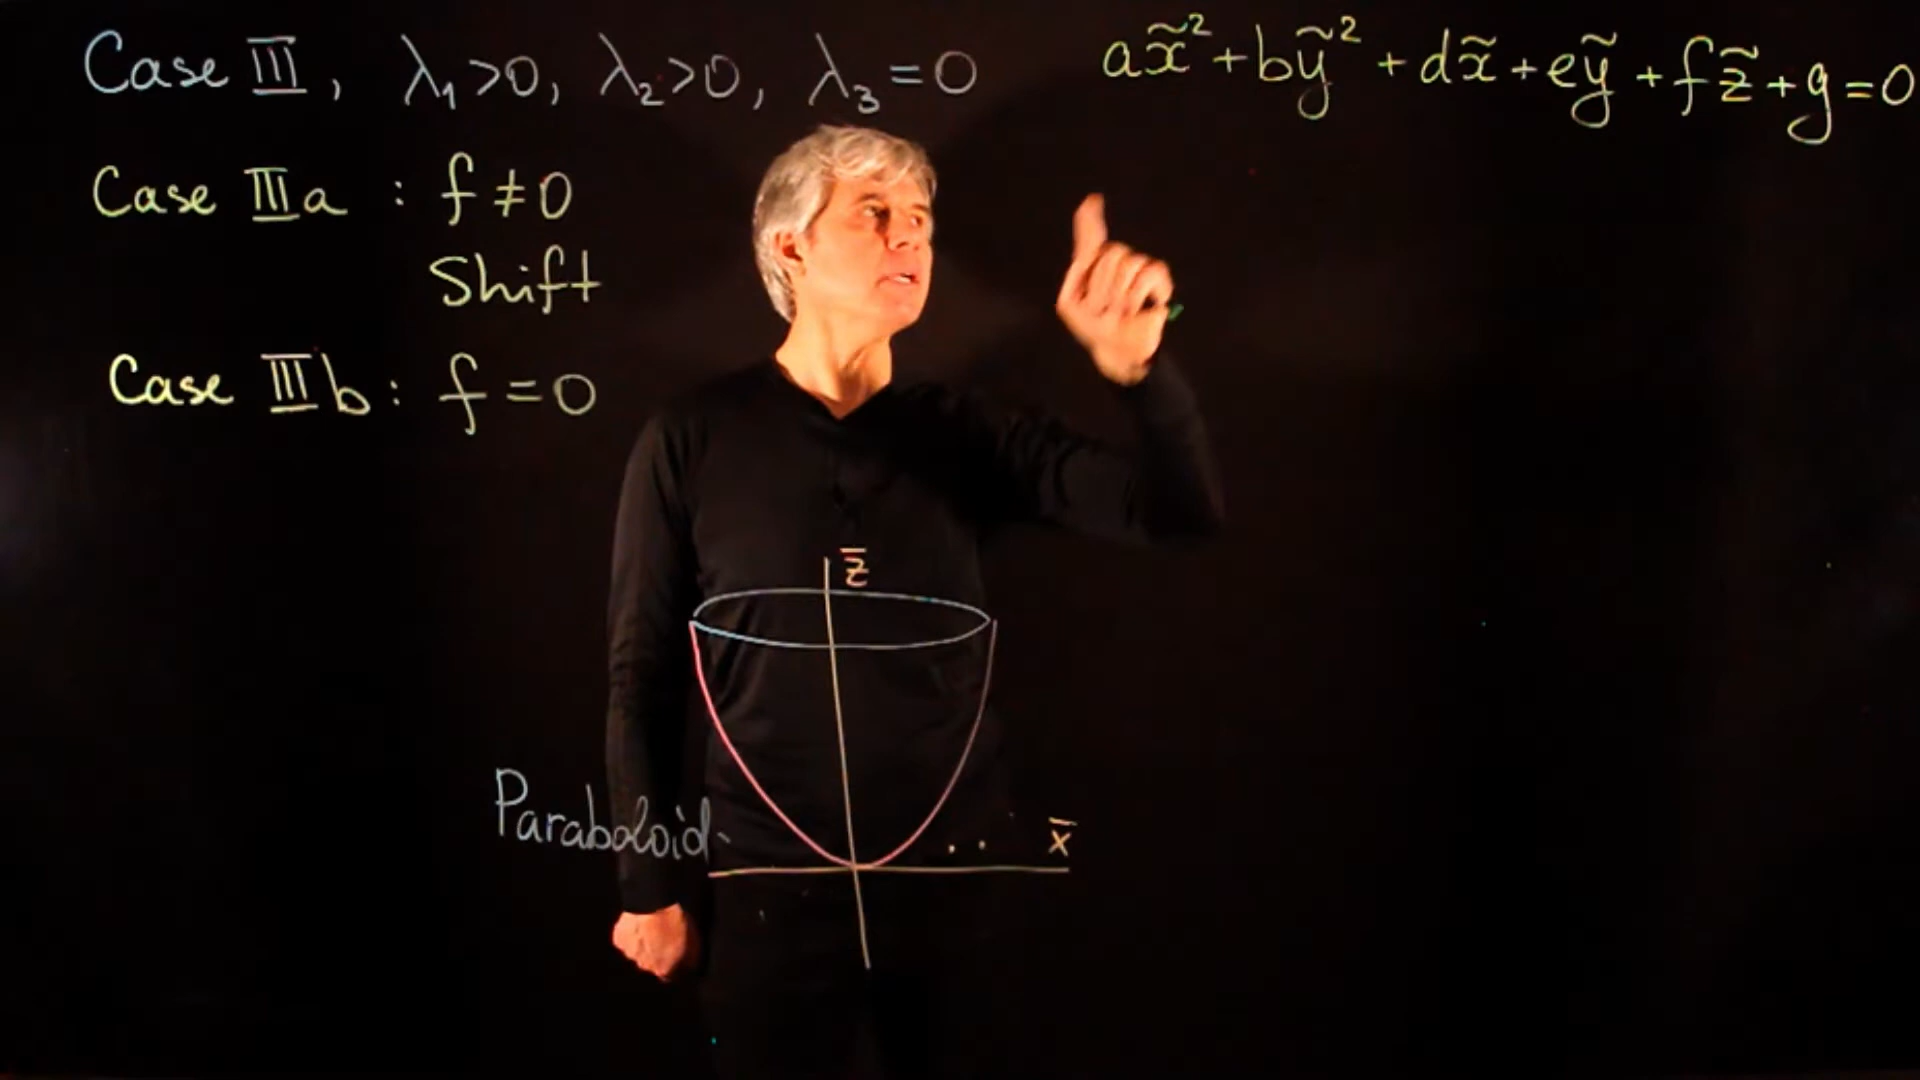 Case III, λ₁>0, λ₂>0, λ₃=0
ax̃²+bỹ²+dx̃+eỹ+fz̃+g=0
Case IIIa : f≠0
Shift
Case IIIb : f=0
z̄
Paraboloid
x̄